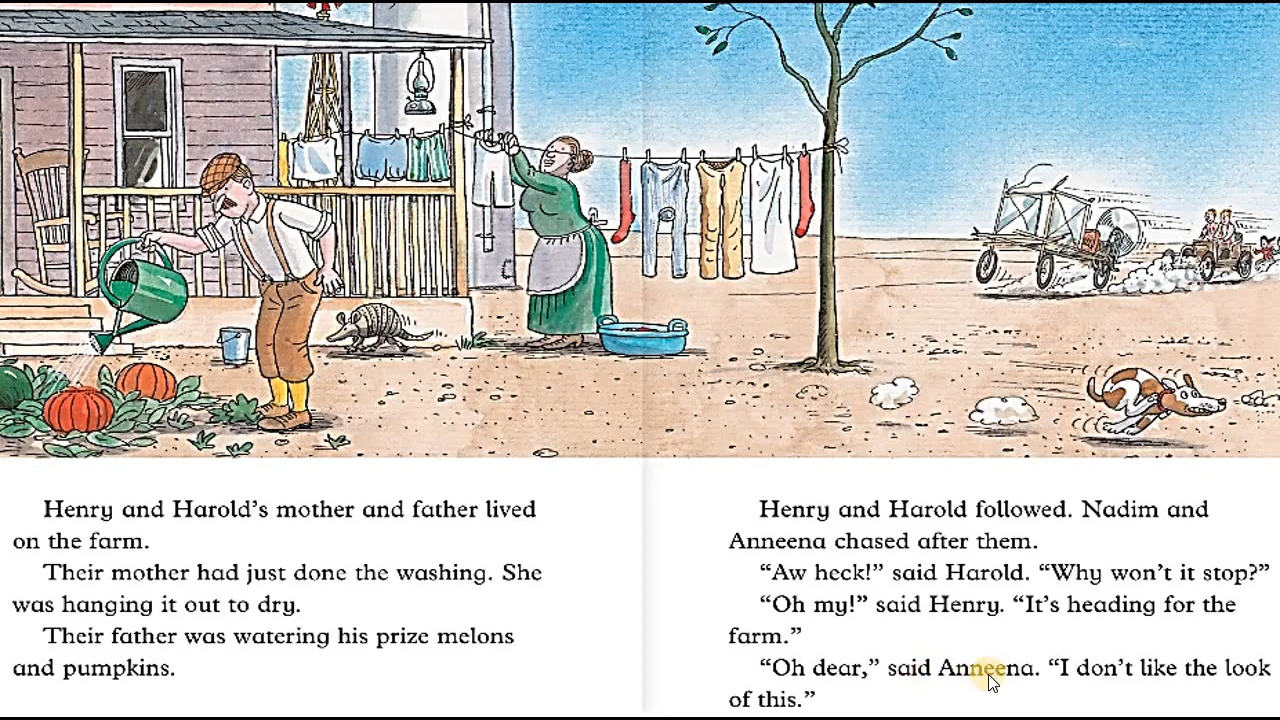 Henry and Harold's mother and father lived
on the farm.
Their mother had just done the washing. She
was hanging it out to dry.
Their father was watering his prize melons
and pumpkins.
Henry and Harold followed. Nadim and
Anneena chased after them.
“Aw heck!” said Harold. “Why won't it stop?”
“Oh my!” said Henry. “It's heading for the
farm.”
“Oh dear,” said Anneena. “I don't like the look
of this.”